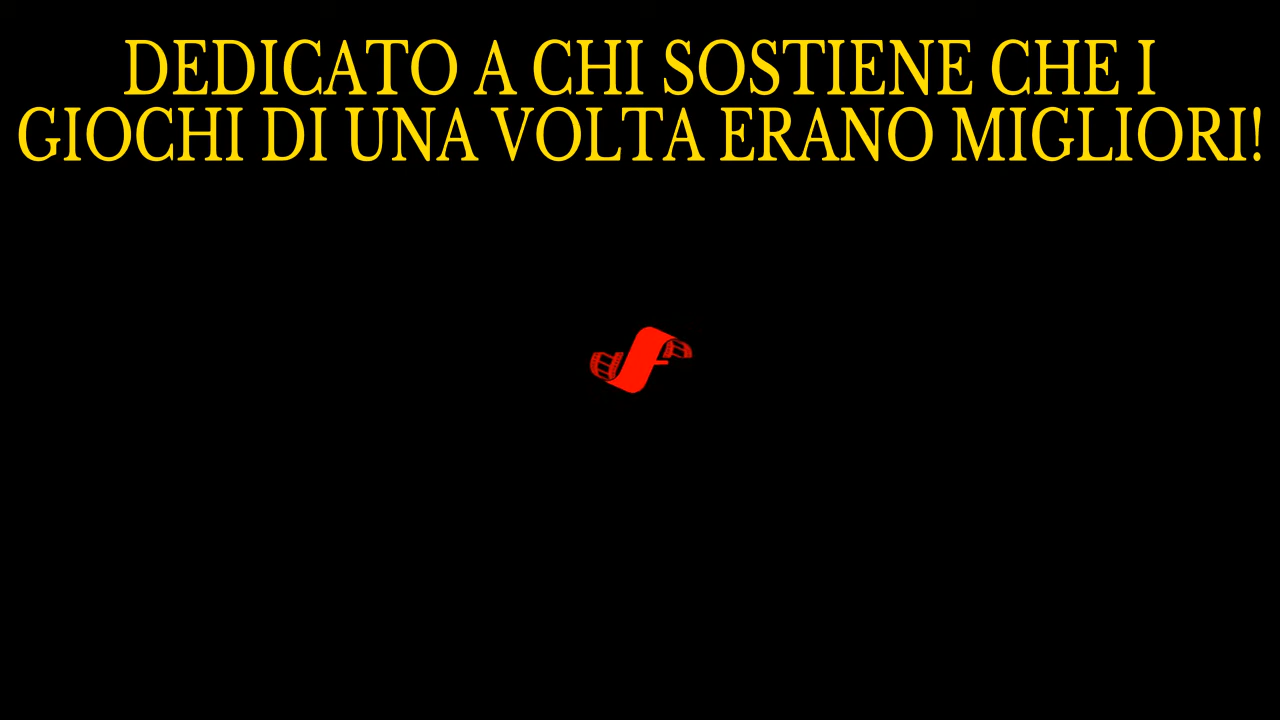 DEDICATO A CHI SOSTIENE CHE I
GIOCHI DI UNA VOLTA ERANO MIGLIORI!